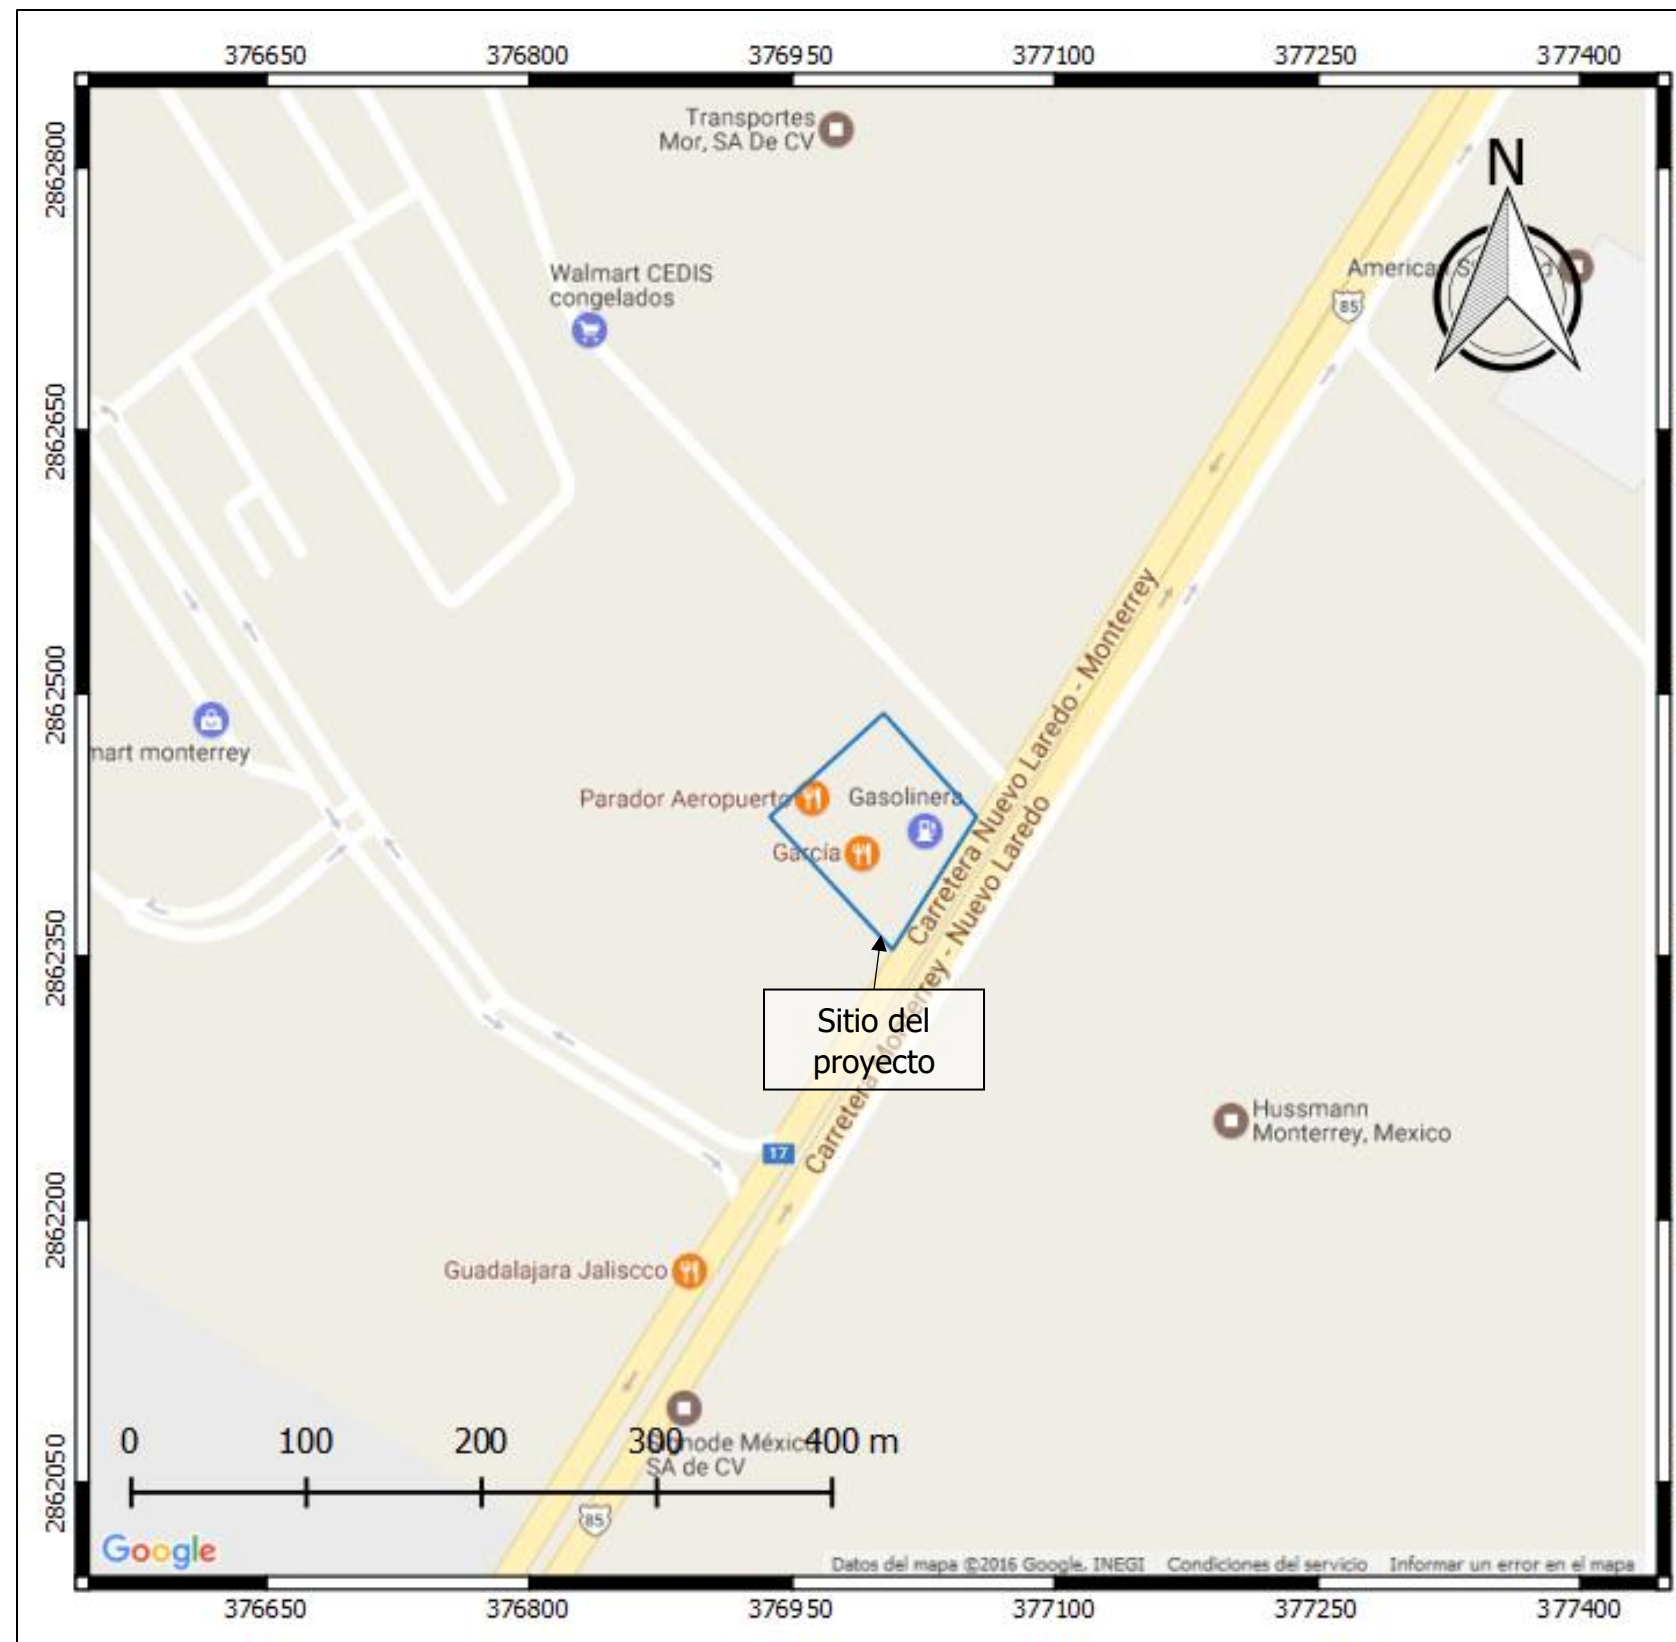 376650 376800 376950 377100 377250 377400
2862800
2862650
2862500
2862350
2862200
2862050
Transportes
Mor, SA De CV
N
Walmart CEDIS
congelados
85
mart monterrey
Parador Aeropuerto
Gasolinera
García
Carretera Nuevo Laredo - Monterrey
Carretera Monterrey - Nuevo Laredo
Sitio del
proyecto
Hussmann
Monterrey, Mexico
17
Guadalajara Jaliscco
0 100 200 300 400 m
SA de CV
85
Google
Datos del mapa ©2016 Google, INEGI Condiciones del servicio Informar un error en el mapa
376650 376800 376950 377100 377250 377400